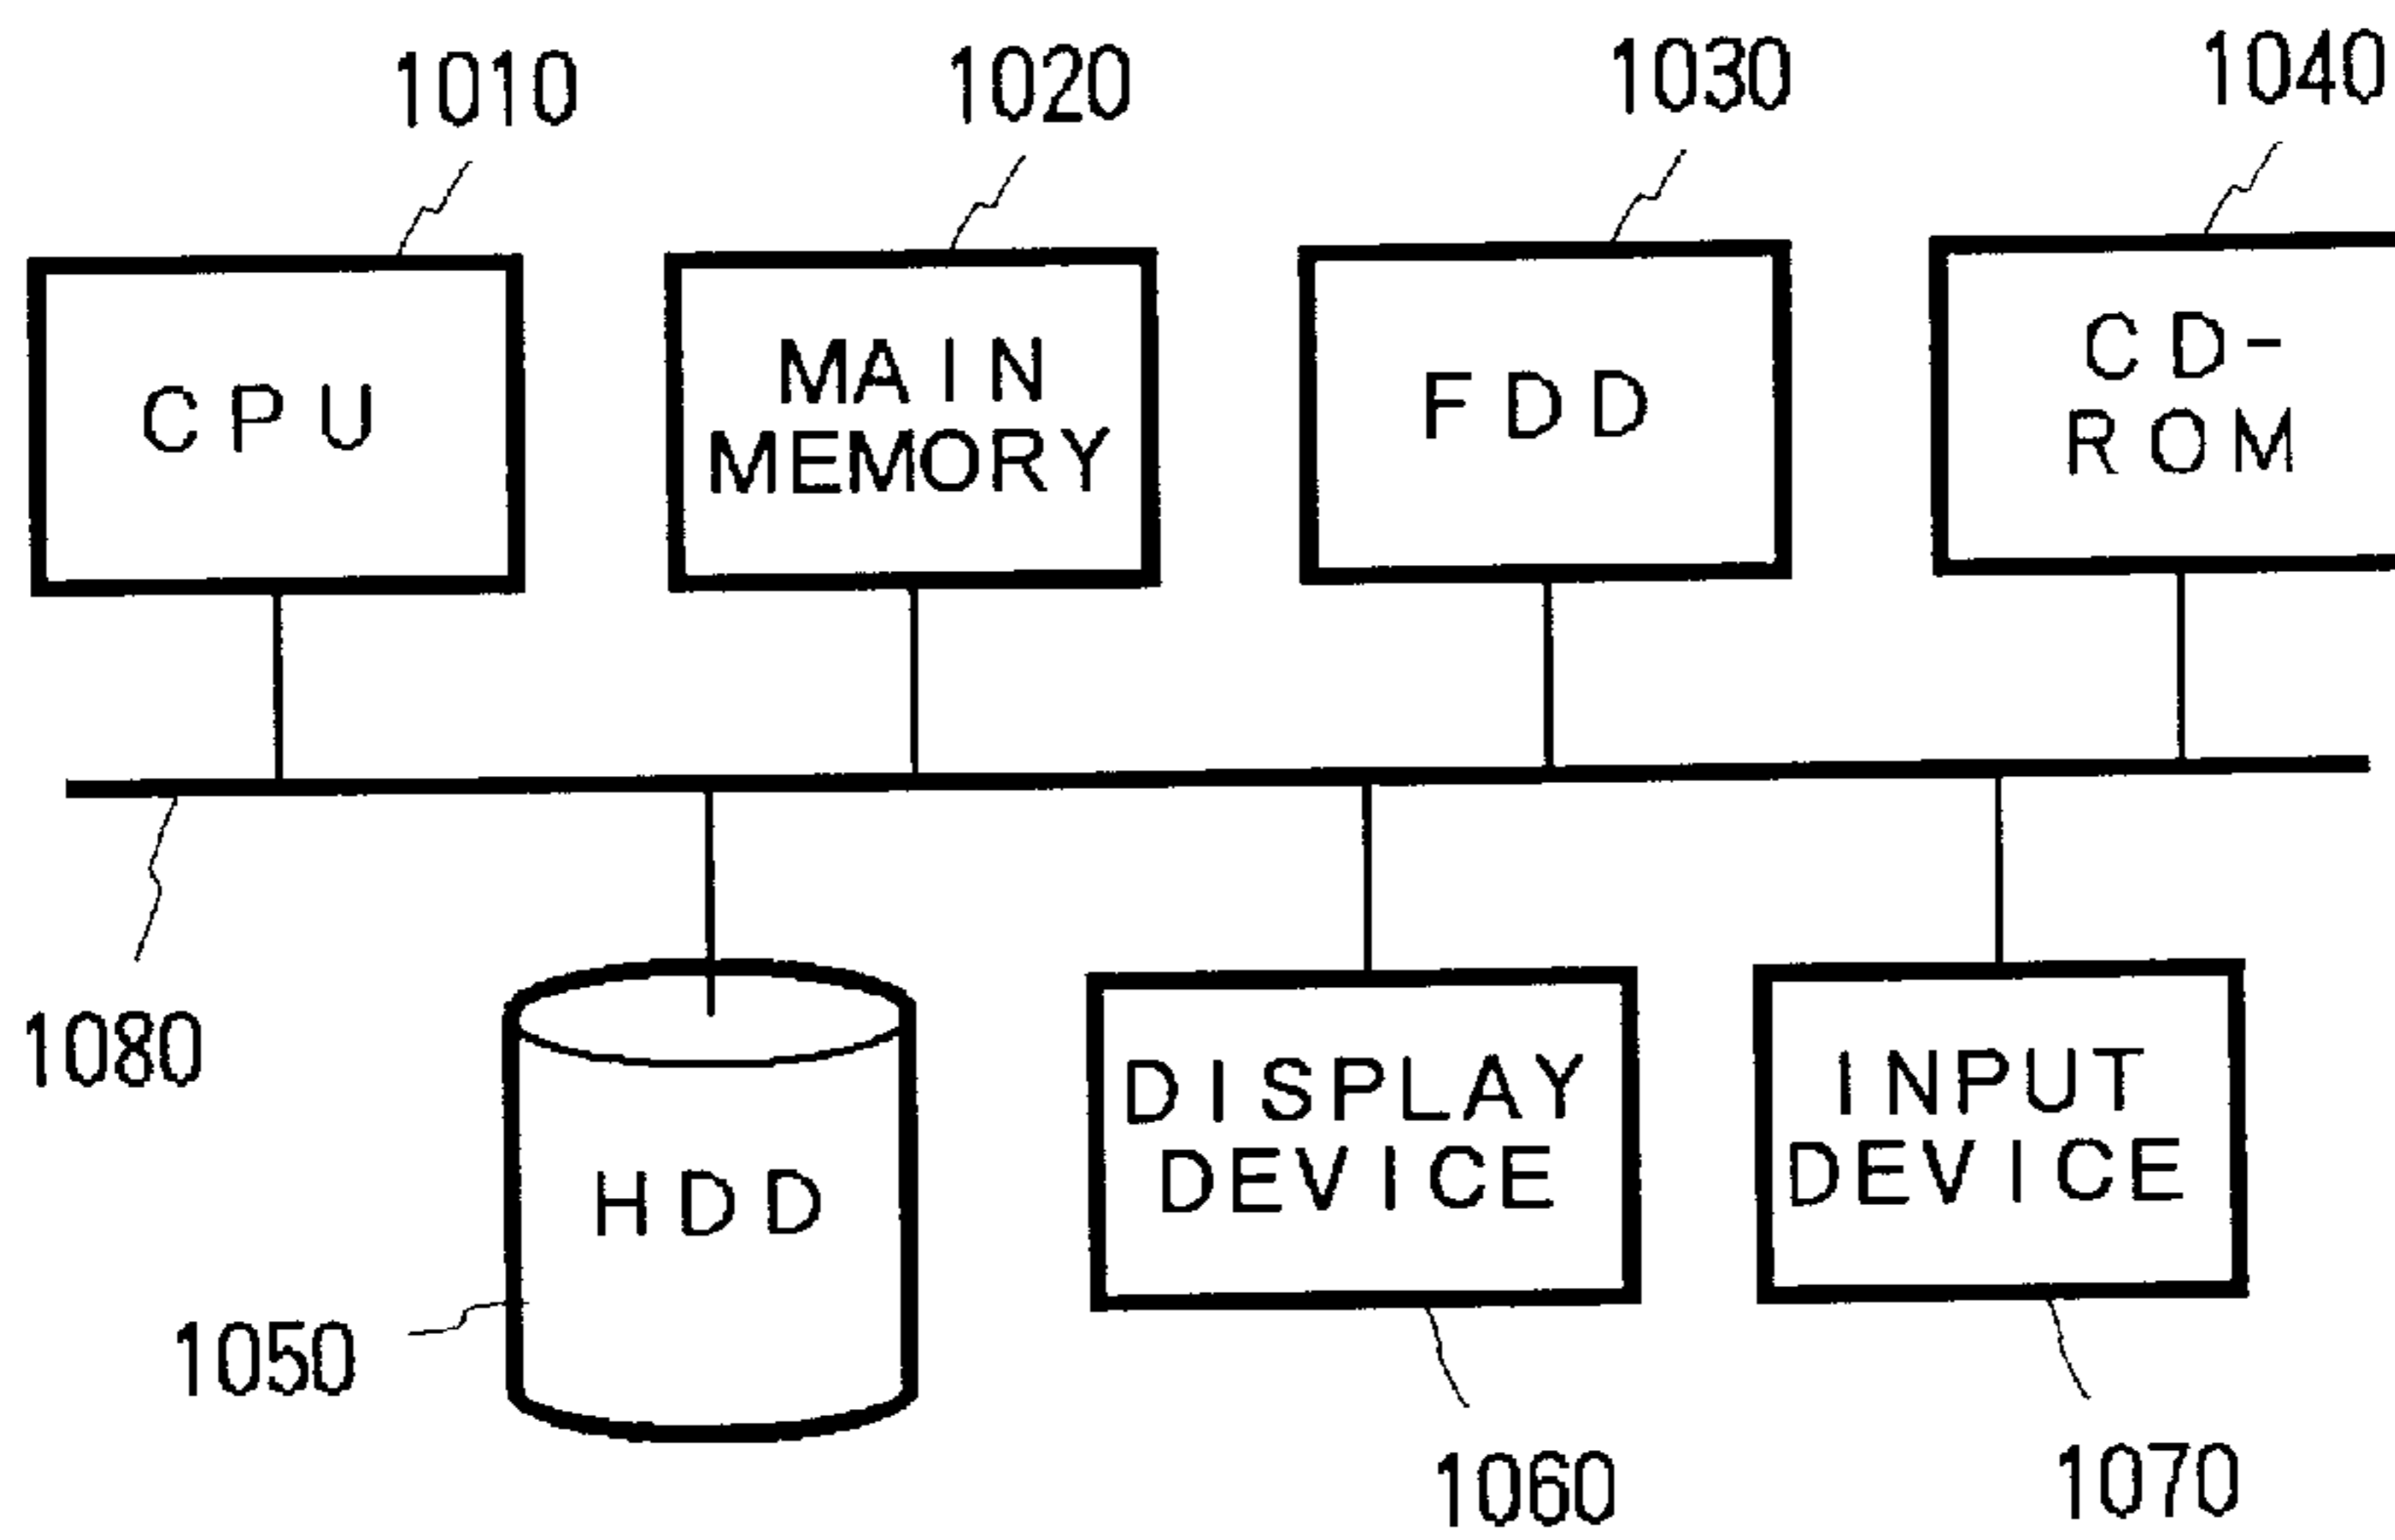 1010
1020
1030
1040
CPU
MAIN
MEMORY
FDD
CD-
ROM
1080
HDD
DISPLAY
DEVICE
INPUT
DEVICE
1050
1060
1070